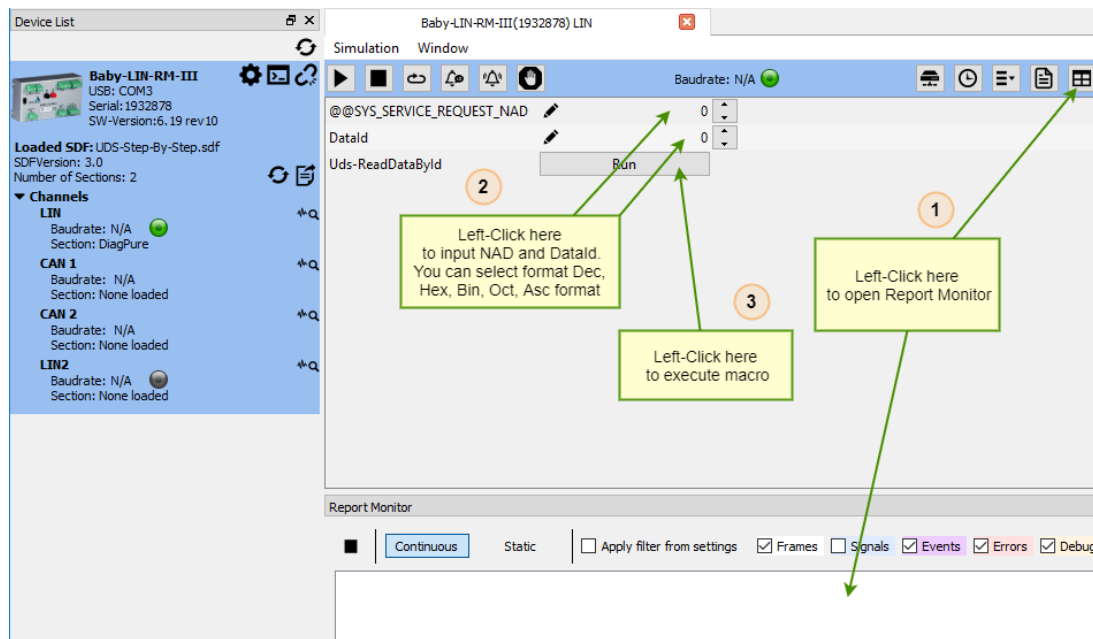 Device List
Baby-LIN-RM-III
USB: COM3
Serial: 1932878
SW-Version:6.19 rev10
Loaded SDF: UDS-Step-By-Step.sdf
SDFVersion: 3.0
Number of Sections: 2
Channels
LIN
Baudrate: N/A
Section: DiagPure
CAN 1
Baudrate: N/A
Section: None loaded
CAN 2
Baudrate: N/A
Section: None loaded
LIN2
Baudrate: N/A
Section: None loaded
Baby-LIN-RM-III(1932878) LIN
Simulation Window
Baudrate: N/A
@@SYS_SERVICE_REQUEST_NAD 0
DataId 0
Uds-ReadDataById Run
2
Left-Click here
to input NAD and DataId.
You can select format Dec,
Hex, Bin, Oct, Asc format
1
Left-Click here
to open Report Monitor
3
Left-Click here
to execute macro
Report Monitor
Continuous Static Apply filter from settings Frames Signals Events Errors Debug